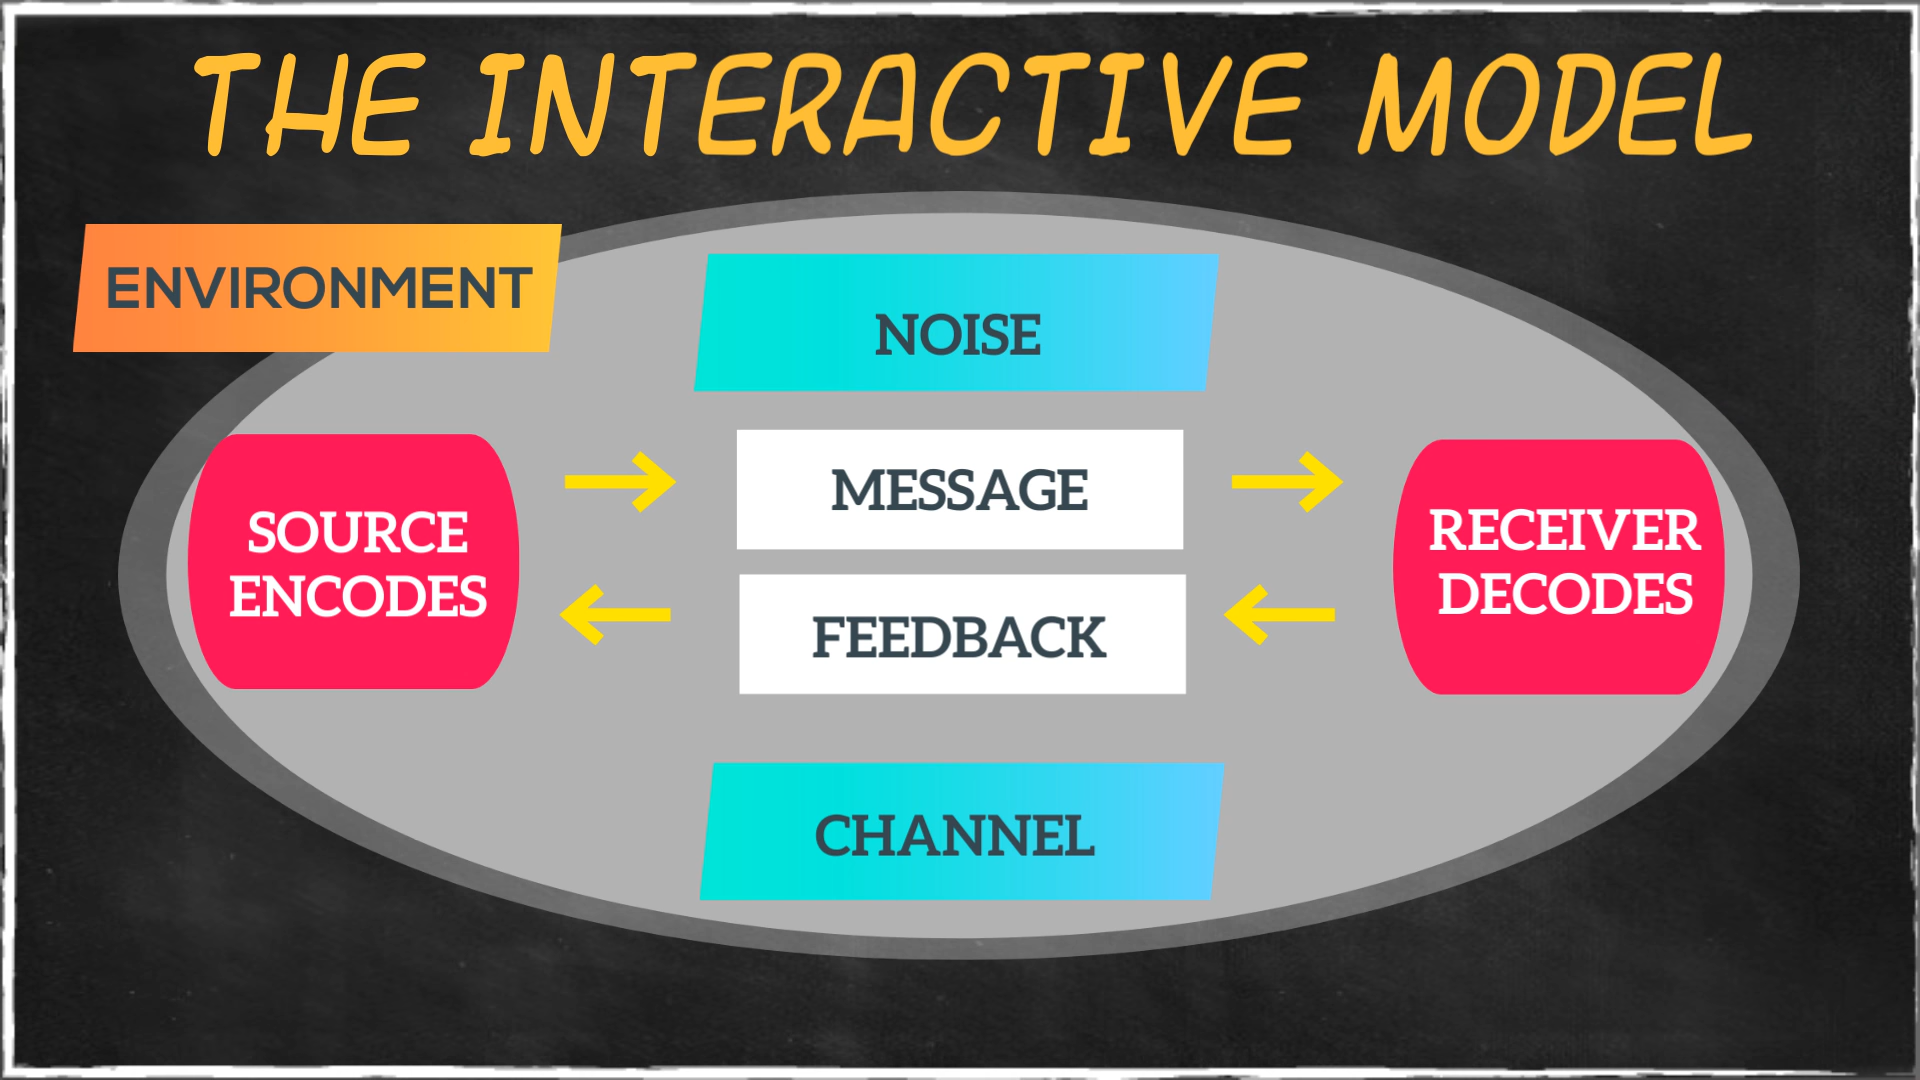 THE INTERACTIVE MODEL
ENVIRONMENT
NOISE
MESSAGE
SOURCE
ENCODES
RECEIVER
DECODES
FEEDBACK
CHANNEL